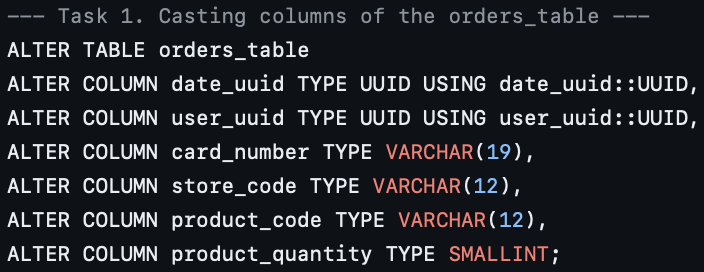 --- Task 1. Casting columns of the orders_table ---
ALTER TABLE orders_table
ALTER COLUMN date_uuid TYPE UUID USING date_uuid::UUID,
ALTER COLUMN user_uuid TYPE UUID USING user_uuid::UUID,
ALTER COLUMN card_number TYPE VARCHAR(19),
ALTER COLUMN store_code TYPE VARCHAR(12),
ALTER COLUMN product_code TYPE VARCHAR(12),
ALTER COLUMN product_quantity TYPE SMALLINT;